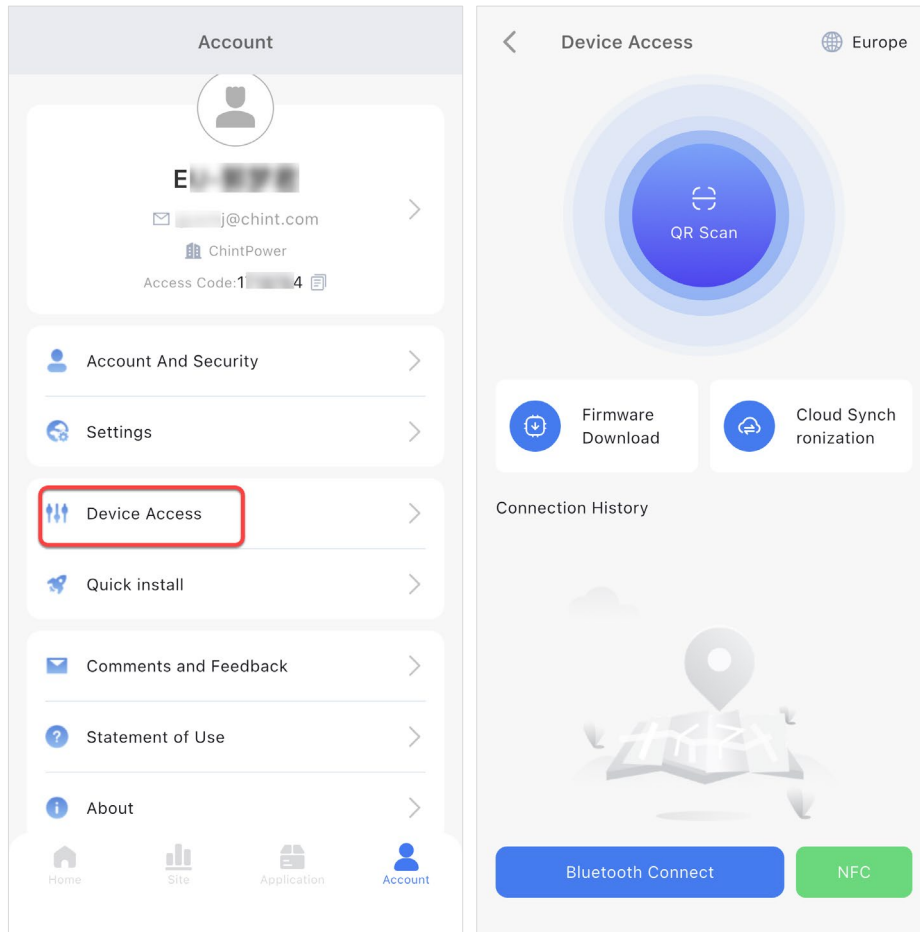 Account
j@chint.com
ChintPower
Access Code:
Account And Security
Settings
Device Access
Quick install
Comments and Feedback
Statement of Use
About
Home
Site
Application
Account
Device Access
Europe
QR Scan
Firmware
Download
Cloud Synch
ronization
Connection History
Bluetooth Connect
NFC